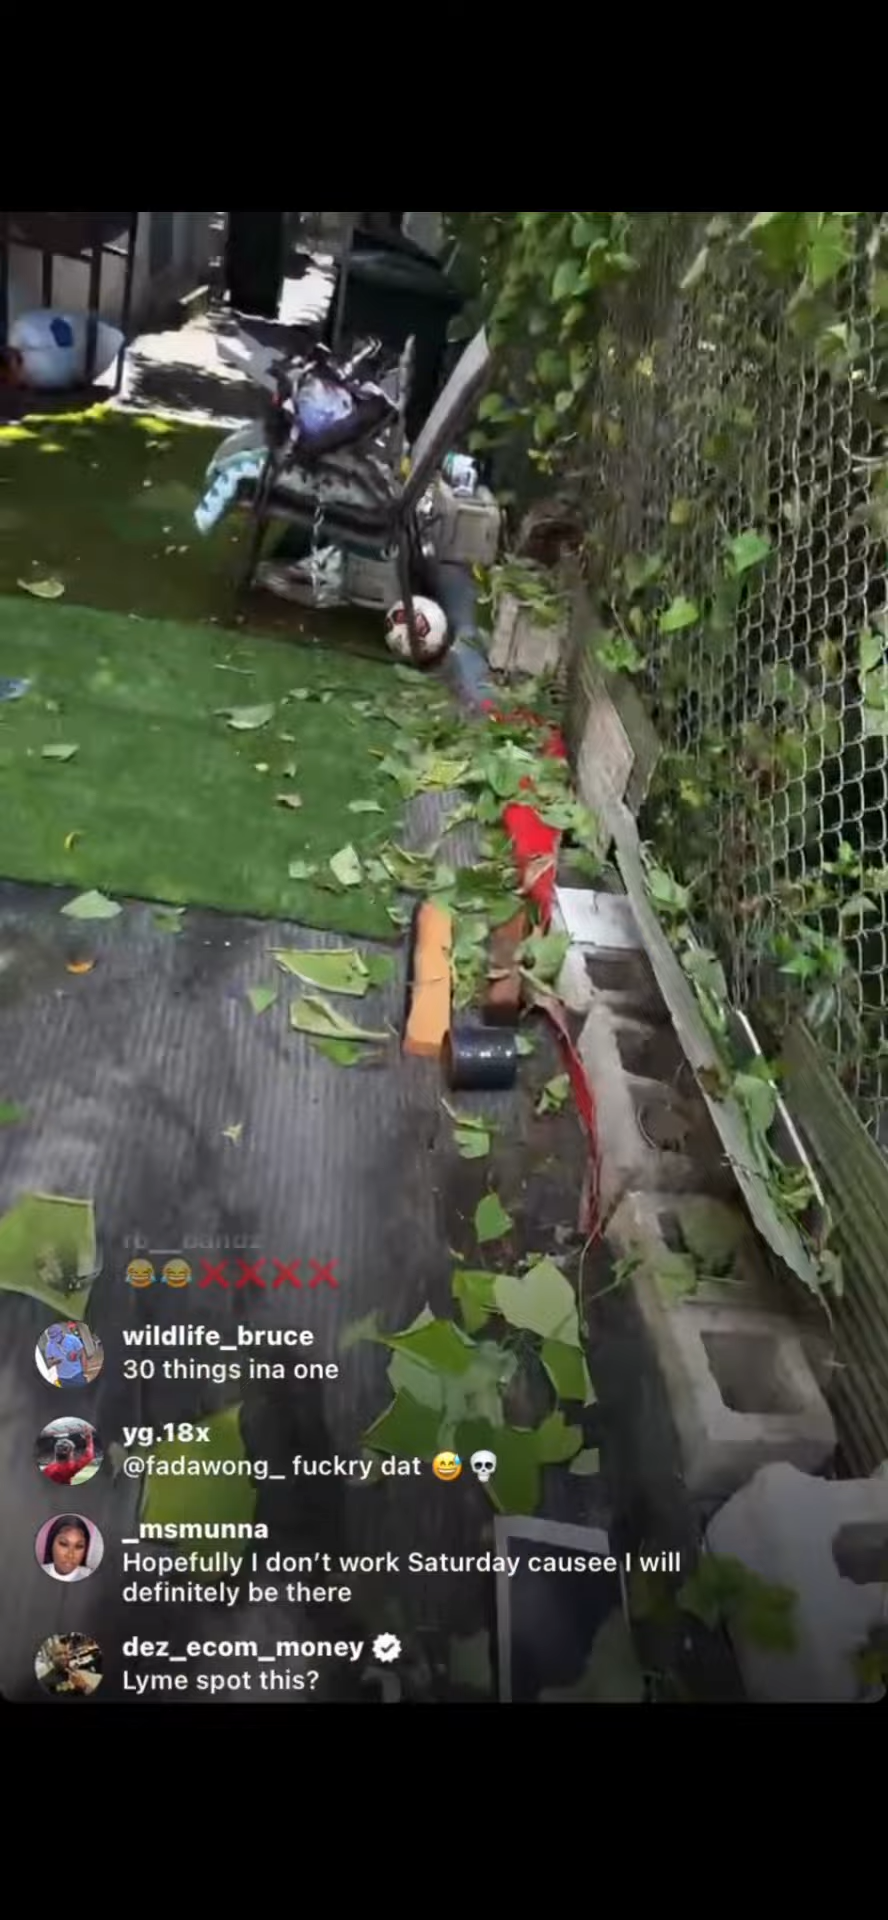 😂😂❌❌❌❌
wildlife_bruce
30 things ina one
yg.18x
@fadawong_ fuckry dat 😅💀
_msmunna
Hopefully I don't work Saturday causee I will
definitely be there
dez_ecom_money
Lyme spot this?